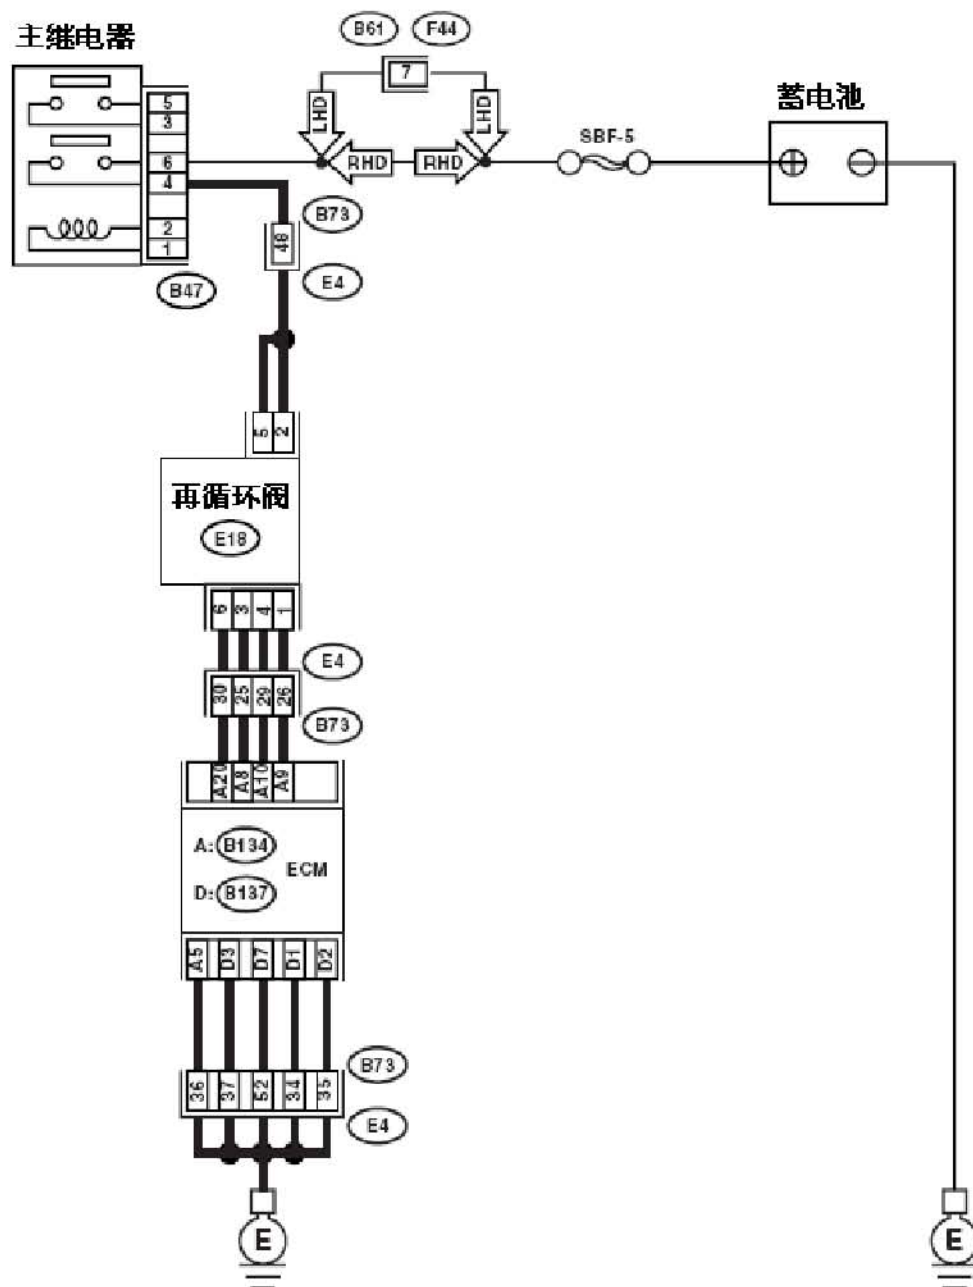 B61 F44
主继电器
7
蓄电池
LHD LHD
SBF-5
RHD RHD
5
3
6
4
2
1
B73
48
E4
B47
5 2
再循环阀
E18
6 3 4 1
E4
30 25 29 26
B73
A20 A8 A10 A9
A: B134
ECM
D: B137
A5 D3 D7 D1 D2
B73
36 37 52 34 35
E4
E E